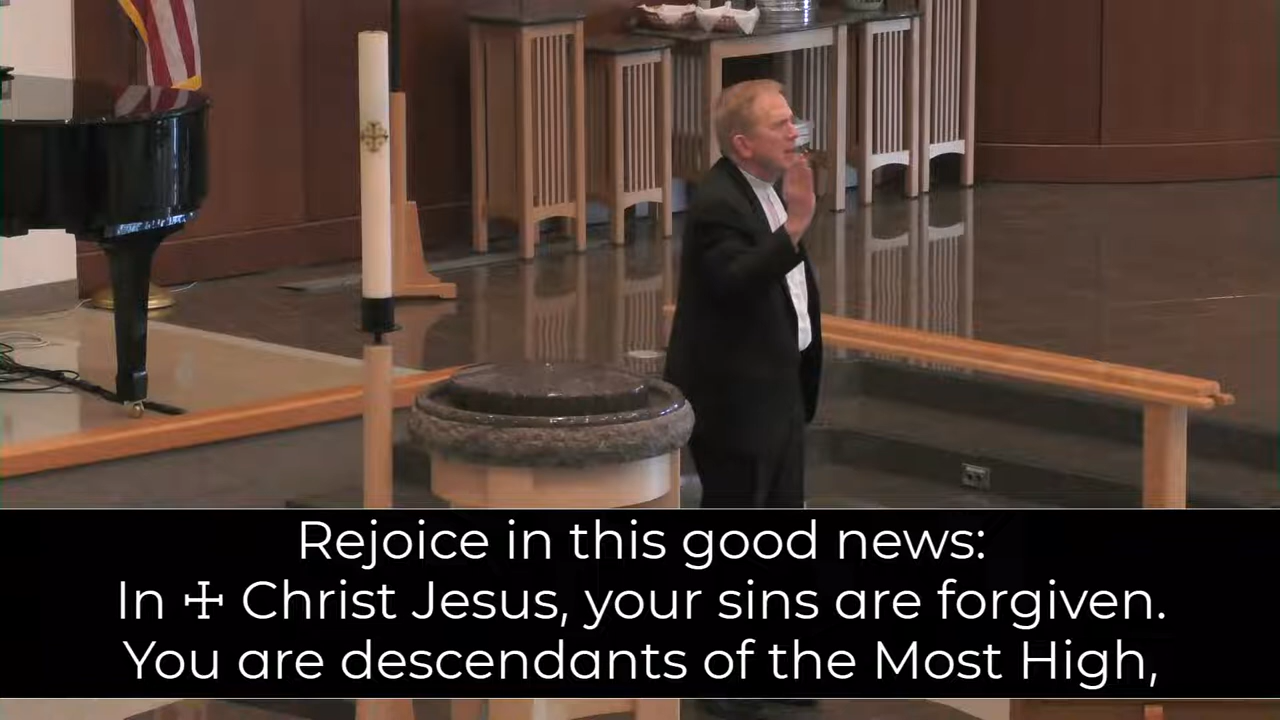 Rejoice in this good news:
In ☩ Christ Jesus, your sins are forgiven.
You are descendants of the Most High,